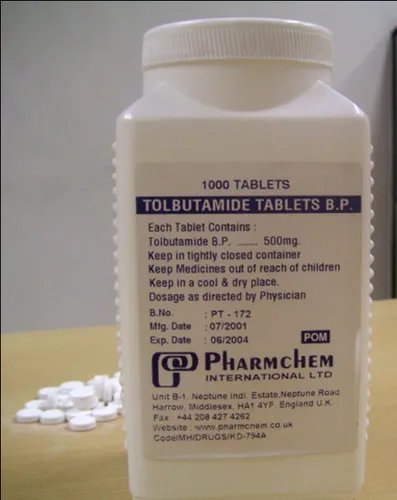 1000 TABLETS
TOLBUTAMIDE TABLETS B.P.
Each Tablet Contains :
Tolbutamide B.P. ....... 500mg.
Keep in tightly closed container
Keep Medicines out of reach of children
Keep in a cool & dry place.
Dosage as directed by Physician
B.No. : PT - 172
Mfg. Date : 07/2001
Exp. Date : 06/2004
POM
PHARMCHEM
INTERNATIONAL LTD
Unit B-1, Neptune Indl. Estate,Neptune Road
Harrow, Middlesex, HA1 4YF. England U.K.
Fax : +44 208 427 4262
Website : www.pharmcnem.co.uk
Code/MH/DRUGS/KD-794A